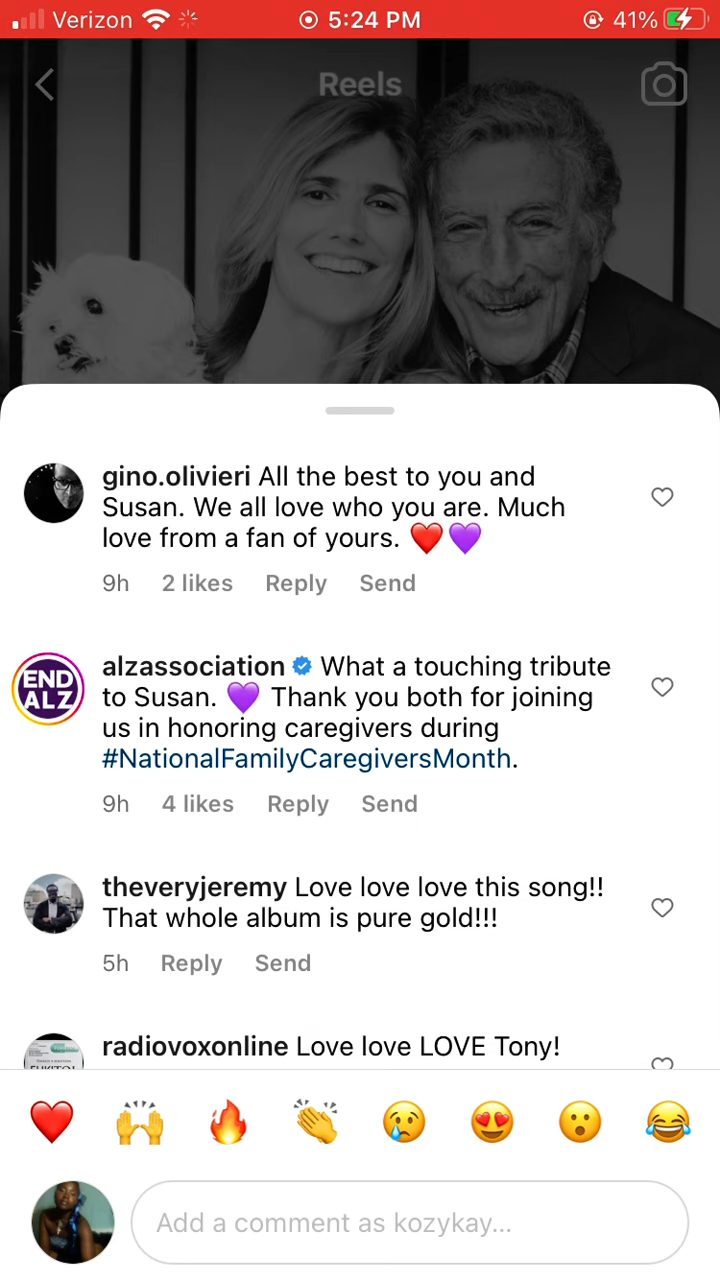 Verizon 5:24 PM 41%
Reels
gino.olivieri All the best to you and
Susan. We all love who you are. Much
love from a fan of yours. ❤️💜
9h 2 likes Reply Send
END
ALZ
alzassociation What a touching tribute
to Susan. 💜 Thank you both for joining
us in honoring caregivers during
#NationalFamilyCaregiversMonth.
9h 4 likes Reply Send
theveryjeremy Love love love this song!!
That whole album is pure gold!!!
5h Reply Send
radiovoxonline Love love LOVE Tony!
❤️ 🙌 🔥 👏 😢 😍 😮 😂
Add a comment as kozykay...